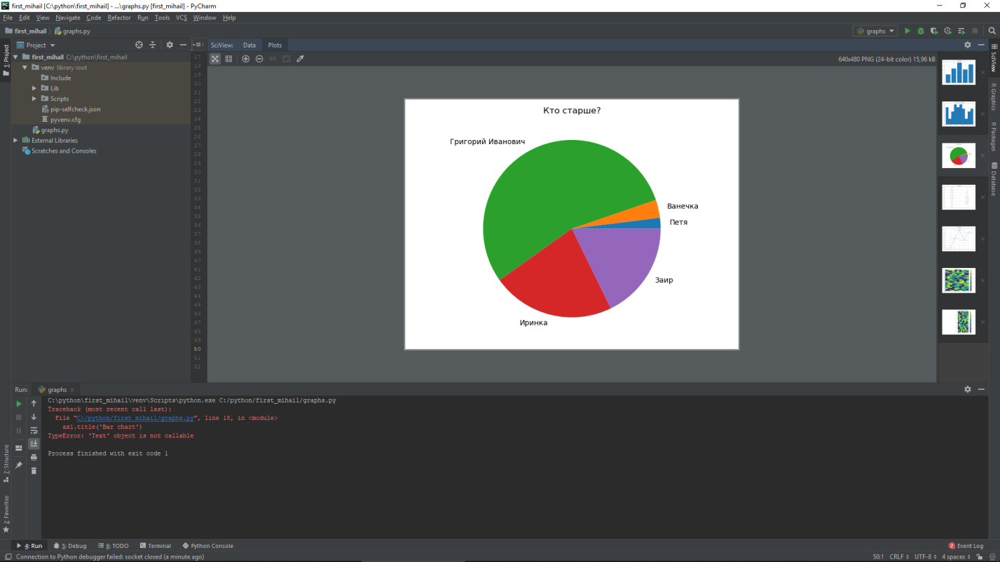 first_mihail [C:\python\first_mihail] - ...\graphs.py [first_mihail] - PyCharm
File Edit View Navigate Code Refactor Run Tools VCS Window Help
first_mihail graphs.py graphs
1: Project
Project
first_mihail C:\python\first_mihail
venv library root
Include
Lib
Scripts
pip-selfcheck.json
pyvenv.cfg
graphs.py
External Libraries
Scratches and Consoles
17
18
19
20
21
22
23
24
25
26
27
28
29
30
31
32
33
34
35
36
37
38
39
40
41
42
43
44
45
46
47
48
49
50
51
52
SciView: Data Plots
1:1
640x480 PNG (24-bit color) 15,96 kB
Кто старше?
Григорий Иванович
Ванечка
Петя
Заир
Иринка
SciView
R Graphics
R Packages
Database
Run: graphs
C:\python\first_mihail\venv\Scripts\python.exe C:/python/first_mihail/graphs.py
Traceback (most recent call last):
File "C:/python/first_mihail/graphs.py", line 18, in <module>
ax1.title('Bar chart')
TypeError: 'Text' object is not callable
Process finished with exit code 1
7: Structure
2: Favorites
4: Run 5: Debug 6: TODO Terminal Python Console 2 Event Log
Connection to Python debugger failed: socket closed (a minute ago) 50:1 CRLF UTF-8 4 spaces